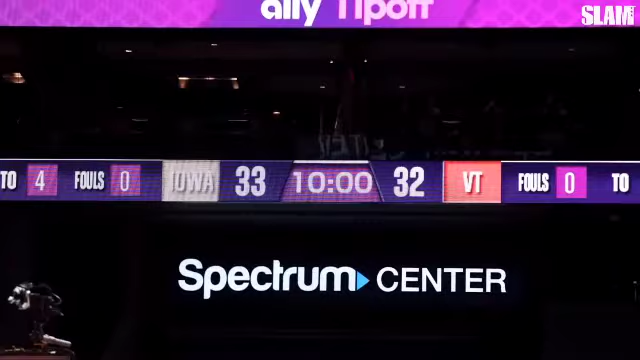 ally Tipoff
SLAM
TO 4 FOULS 0 IOWA 33 10:00 32 VT FOULS 0 TO
Spectrum CENTER